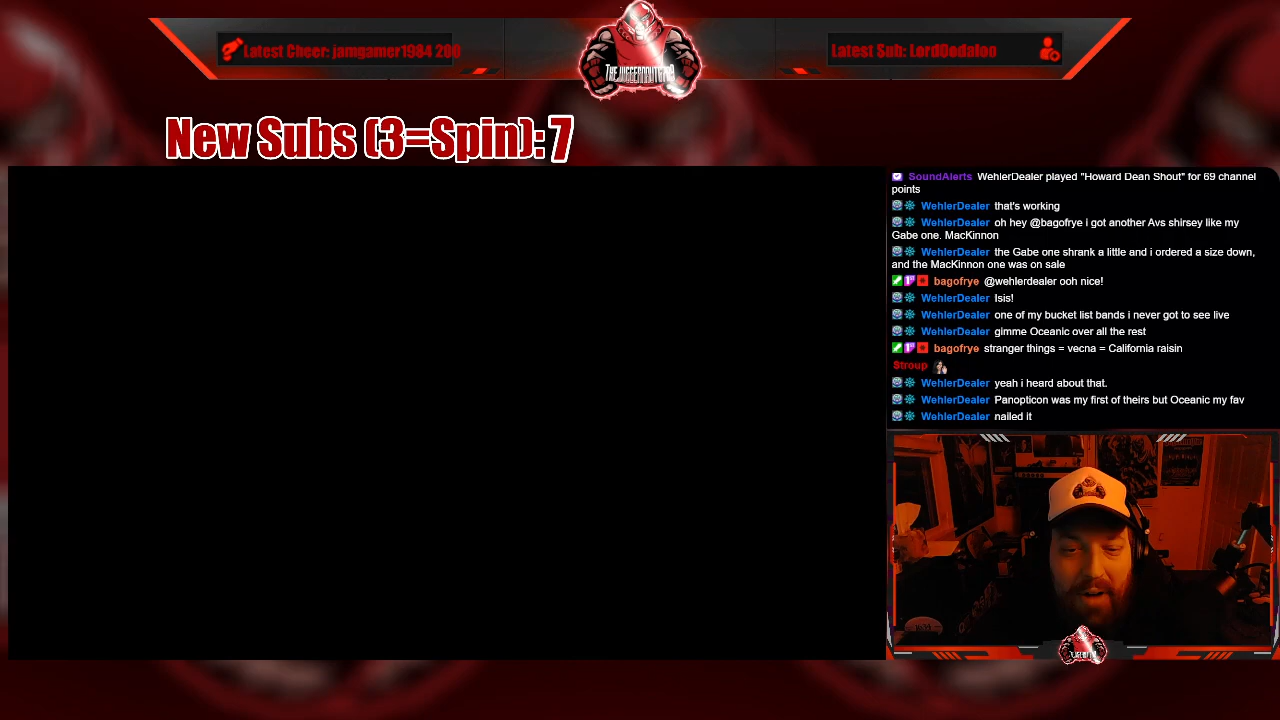 Latest Cheer: jamgamer1984 200
Latest Sub: LordOodaloo
New Subs (3=Spin): 7
SoundAlerts WehlerDealer played "Howard Dean Shout" for 69 channel
points
WehlerDealer that's working
WehlerDealer oh hey @bagofrye i got another Avs shirsey like my
Gabe one. MacKinnon
WehlerDealer the Gabe one shrank a little and i ordered a size down,
and the MacKinnon one was on sale
bagofrye @wehlerdealer ooh nice!
WehlerDealer Isis!
WehlerDealer one of my bucket list bands i never got to see live
WehlerDealer gimme Oceanic over all the rest
bagofrye stranger things = vecna = California raisin
Stroup
WehlerDealer yeah i heard about that.
WehlerDealer Panopticon was my first of theirs but Oceanic my fav
WehlerDealer nailed it